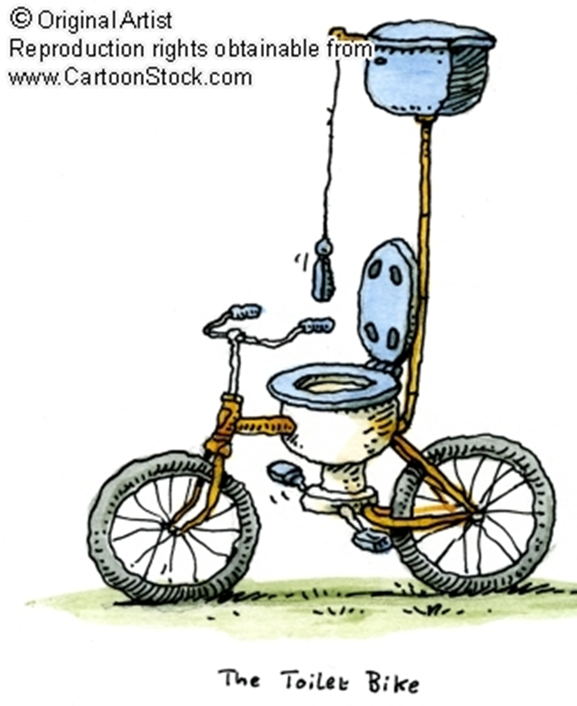 © Original Artist
Reproduction rights obtainable from
www.CartoonStock.com
The Toilet Bike